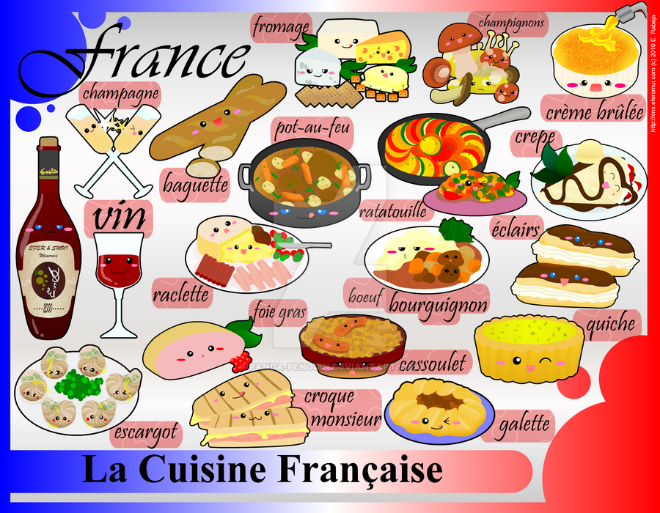 France
fromage
champignons
crème brûlée
champagne
pot-au-feu
crepe
baguette
ratatouille
vin
éclairs
raclette
boeuf bourguignon
foie gras
quiche
cassoulet
escargot
croque
monsieur
galette
La Cuisine Française